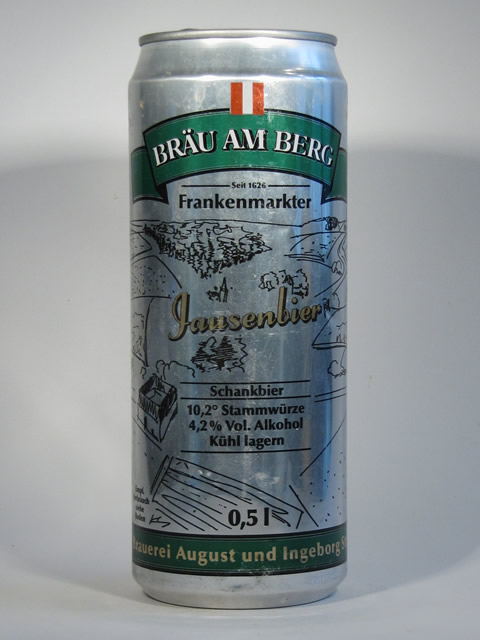 BRÄU AM BERG
Seit 1626
Frankenmarkter
Jausenbier
Schankbier
10,2° Stammwürze
4,2% Vol. Alkohol
Kühl lagern
0,5 l
Brauerei August und Ingeborg